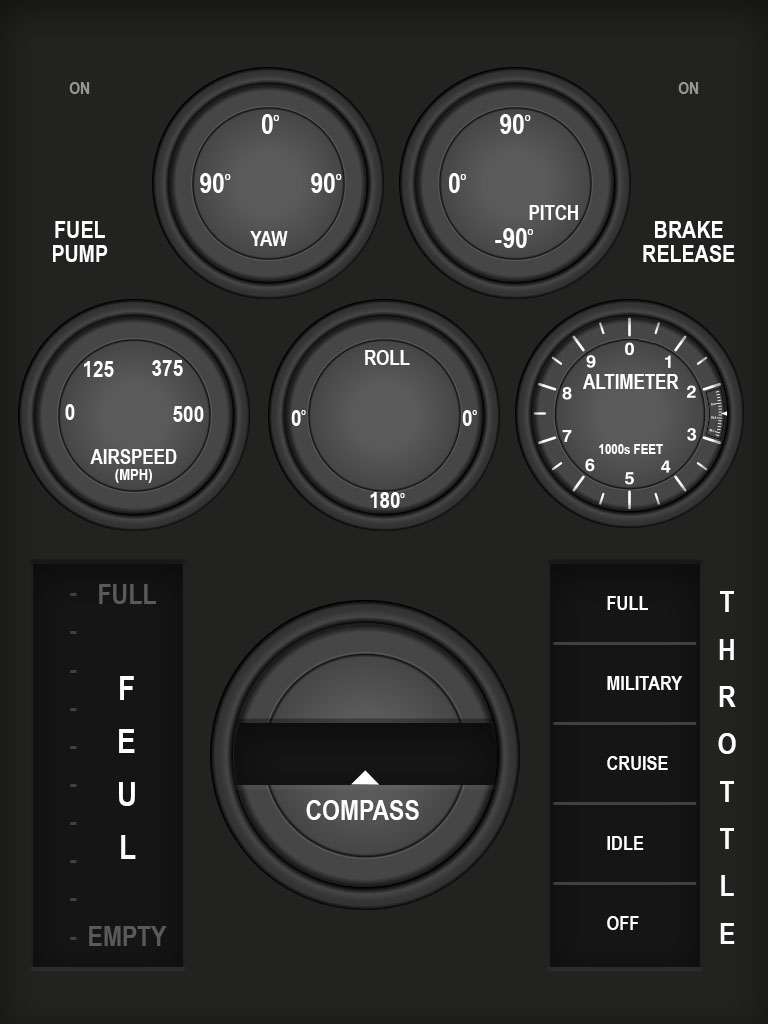 ON
ON
0°
90°
90°
YAW
90°
0°
PITCH
-90°
FUEL
PUMP
BRAKE
RELEASE
125
375
0
500
AIRSPEED
(MPH)
ROLL
0°
0°
180°
0
1
2
3
4
5
6
7
8
9
ALTIMETER
1000s FEET
FULL
FEUL
EMPTY
COMPASS
FULL
MILITARY
CRUISE
IDLE
OFF
THROTTLE